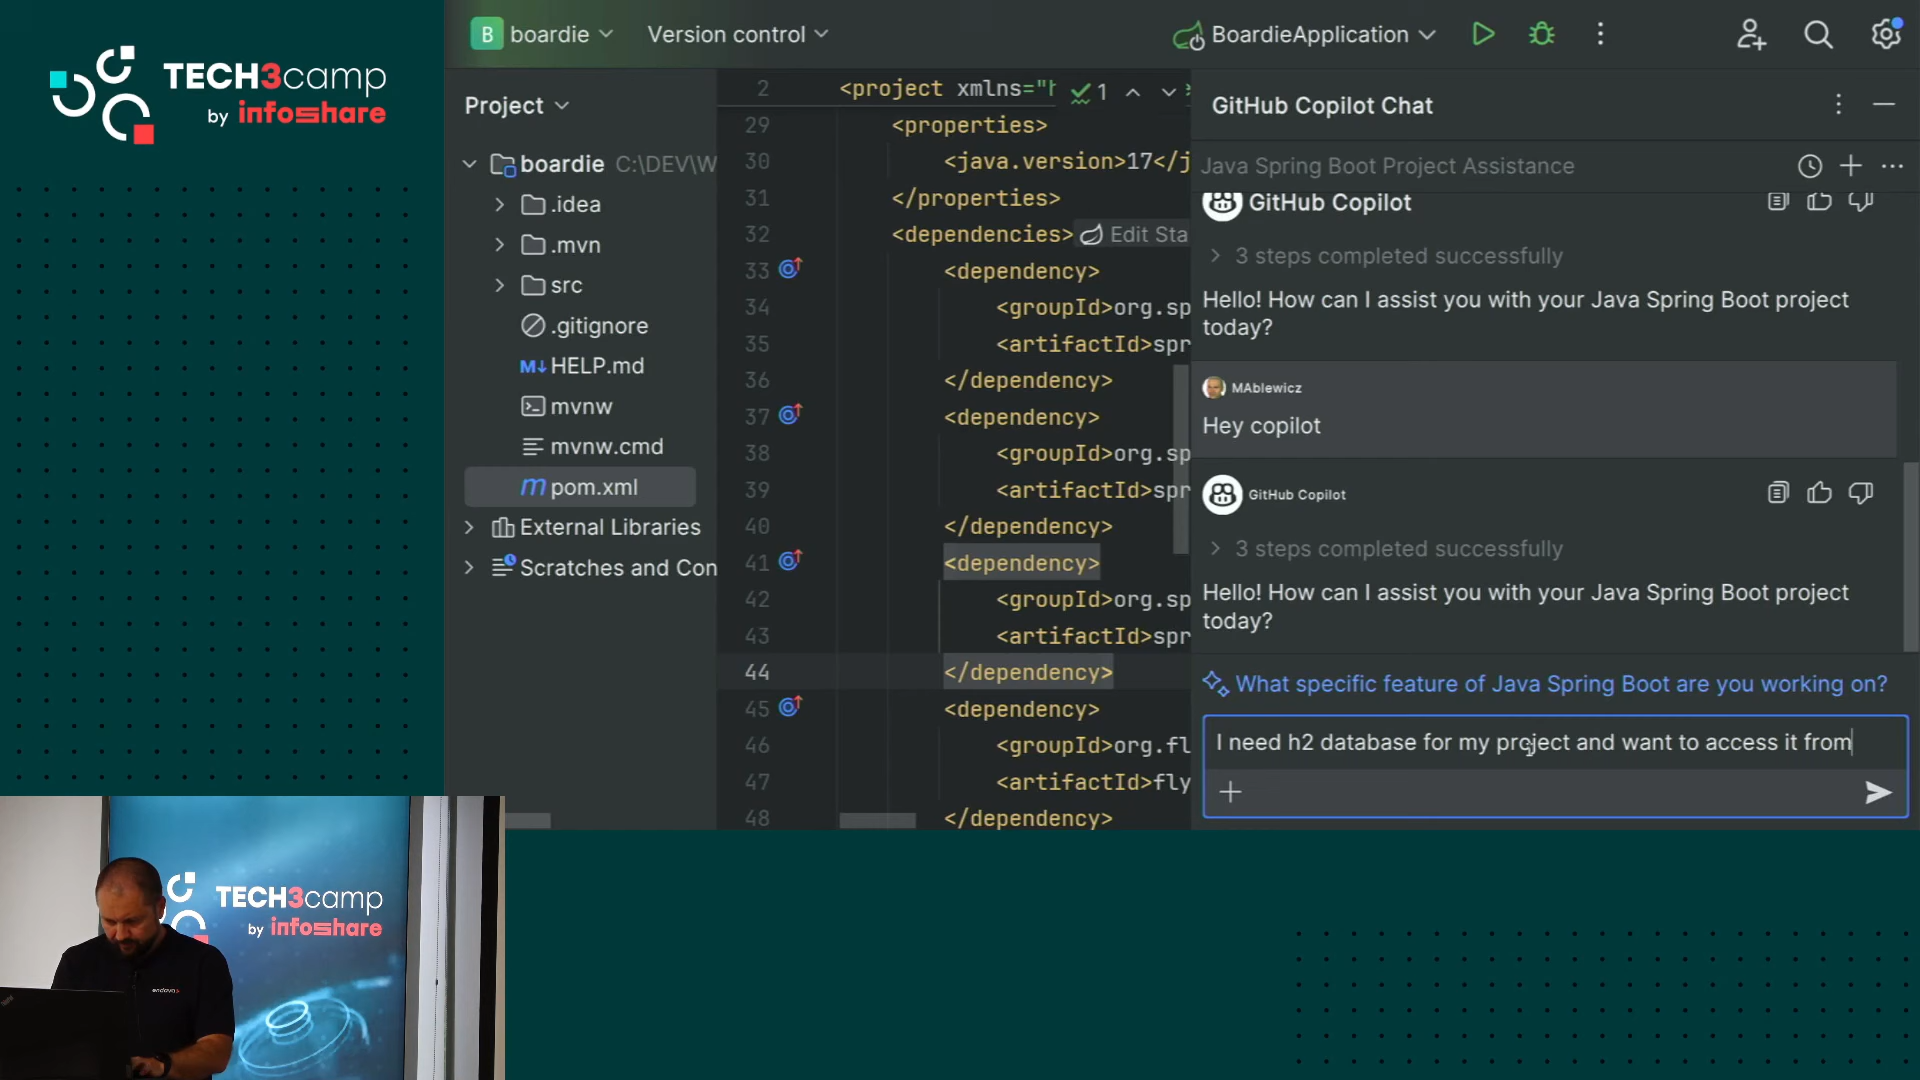 TECH3camp
by infoshare
B boardie
Version control
BoardieApplication
Project
boardie C:\DEV\W
.idea
.mvn
src
.gitignore
M↓ HELP.md
mvnw
mvnw.cmd
m pom.xml
External Libraries
Scratches and Con
2 <project xmlns="h
1
29 <properties>
30 <java.version>17</j
31 </properties>
32 <dependencies> Edit Sta
33 <dependency>
34 <groupId>org.sp
35 <artifactId>spr
36 </dependency>
37 <dependency>
38 <groupId>org.sp
39 <artifactId>spr
40 </dependency>
41 <dependency>
42 <groupId>org.sp
43 <artifactId>spr
44 </dependency>
45 <dependency>
46 <groupId>org.fl
47 <artifactId>fly
48 </dependency>
GitHub Copilot Chat
Java Spring Boot Project Assistance
GitHub Copilot
3 steps completed successfully
Hello! How can I assist you with your Java Spring Boot project
today?
MAblewicz
Hey copilot
GitHub Copilot
3 steps completed successfully
Hello! How can I assist you with your Java Spring Boot project
today?
What specific feature of Java Spring Boot are you working on?
I need h2 database for my project and want to access it from
TECH3camp
by infoshare
endava